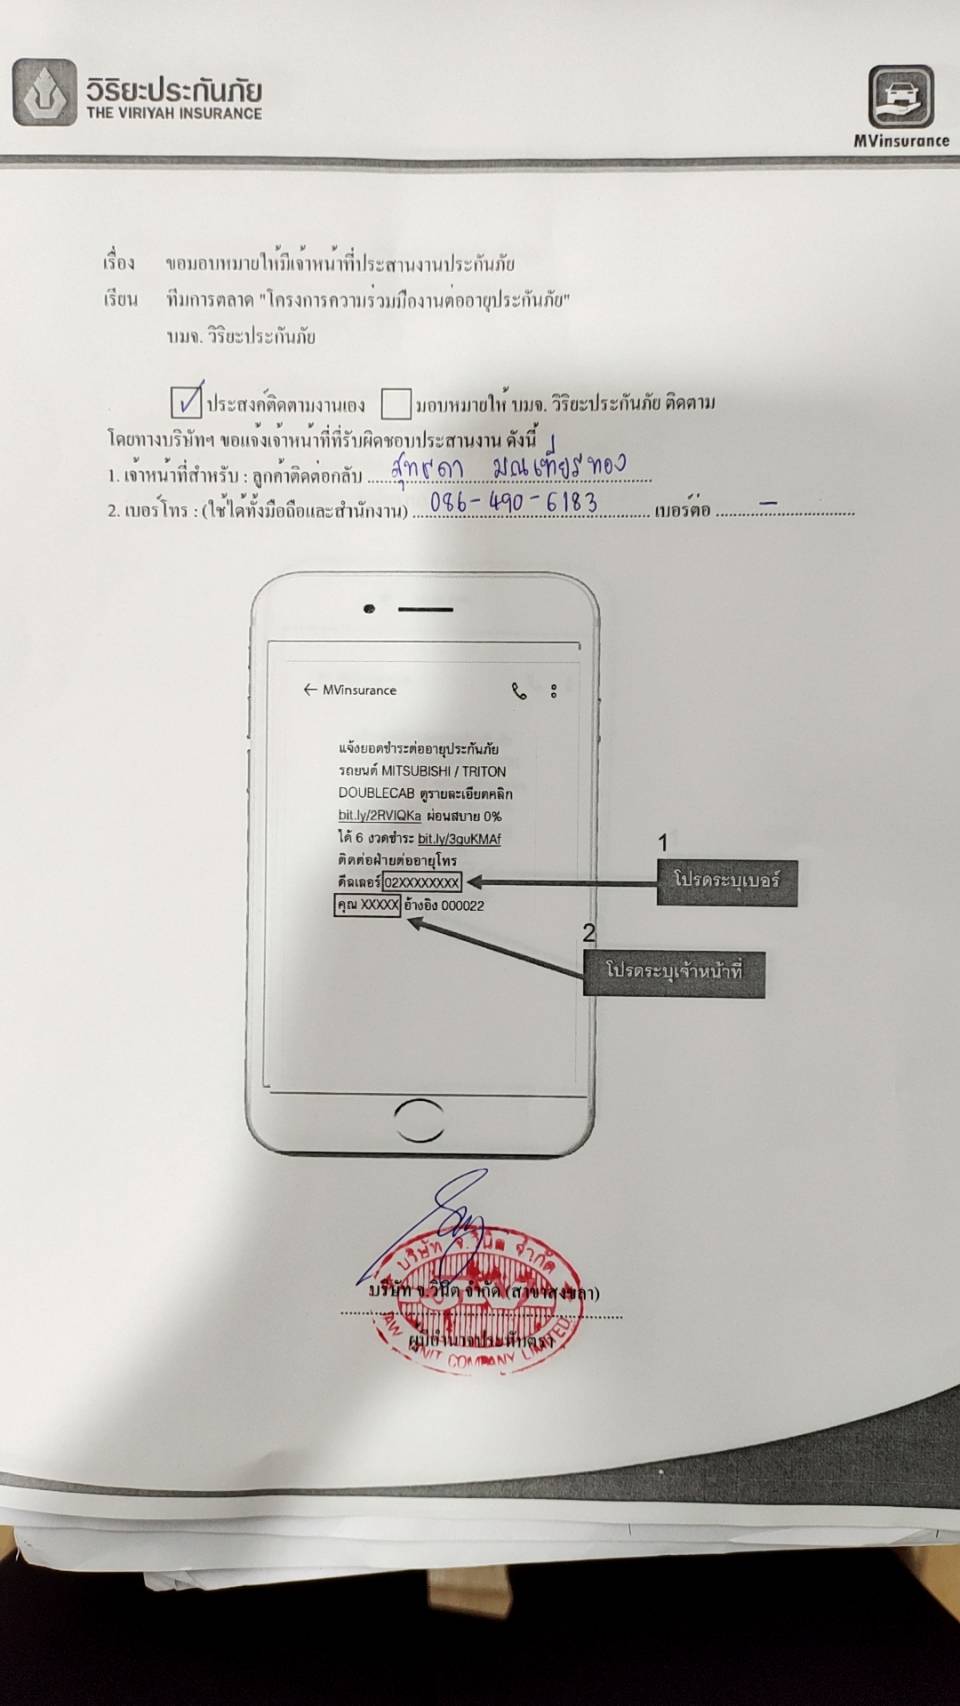 วิริยะประกันภัย
THE VIRIYAH INSURANCE
MVinsurance
เรื่อง ขอมอบหมายให้มีเจ้าหน้าที่ประสานงานประกันภัย
เรียน ทีมการตลาด "โครงการความร่วมมืองานต่ออายุประกันภัย"
บมจ. วิริยะประกันภัย
✓ ประสงค์ติดตามงานเอง มอบหมายให้ บมจ. วิริยะประกันภัย ติดตาม
โดยทางบริษัทฯ ขอแจ้งเจ้าหน้าที่ที่รับผิดชอบประสานงาน ดังนี้
1. เจ้าหน้าที่สำหรับ : ลูกค้าติดต่อกลับ สุทธดา มณเฑียรทอง
2. เบอร์โทร : (ใช้ได้ทั้งมือถือและสำนักงาน) 086-490-6183 เบอร์ต่อ -
← MVinsurance
แจ้งยอดชำระต่ออายุประกันภัย
รถยนต์ MITSUBISHI / TRITON
DOUBLECAB ดูรายละเอียดคลิก
bit.ly/2RVIQKa ผ่อนสบาย 0%
ได้ 6 งวดชำระ bit.ly/3guKMAf
ติดต่อฝ่ายต่ออายุโทร
ดีลเลอร์ 02XXXXXXXX
คุณ XXXXX อ้างอิง 000022
1
โปรดระบุเบอร์
2
โปรดระบุเจ้าหน้าที่
บริษัท จ.วินิต จำกัด
บริษัท จ.วินิต จำกัด (สาขาสงขลา)
ผู้มีอำนาจประทับตรา
COMPANY LIMITED